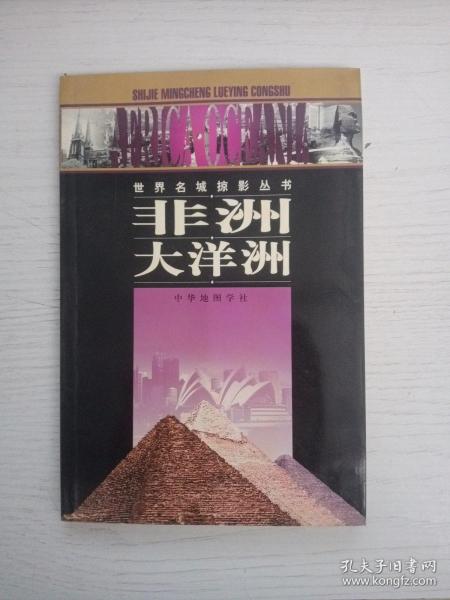 SHIJIE MINGCHENG LUEYING CONGSHU
AFRICA·OCEANIA
世界名城掠影丛书
非洲·
大洋洲
中华地图学社
孔夫子旧书网
www.kongfz.com